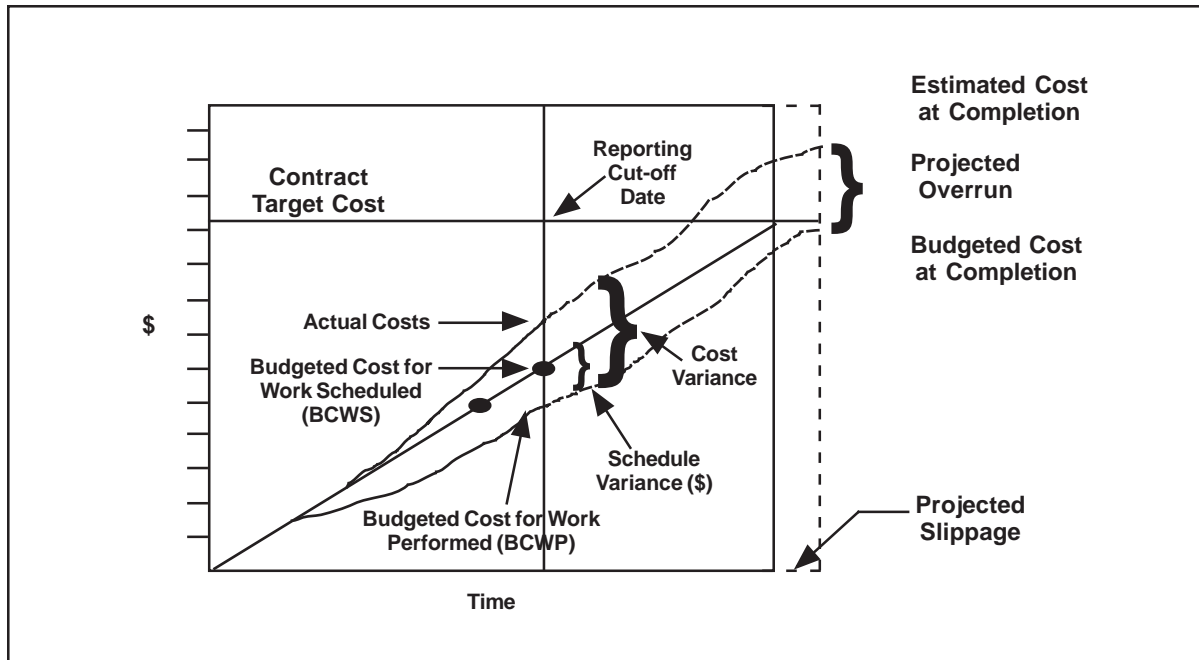 Estimated Cost
at Completion
Reporting
Cut-off
Date
Contract
Target Cost
Projected
Overrun
Budgeted Cost
at Completion
$
Actual Costs
Budgeted Cost for
Work Scheduled
(BCWS)
Cost
Variance
Schedule
Variance ($)
Budgeted Cost for Work
Performed (BCWP)
Projected
Slippage
Time